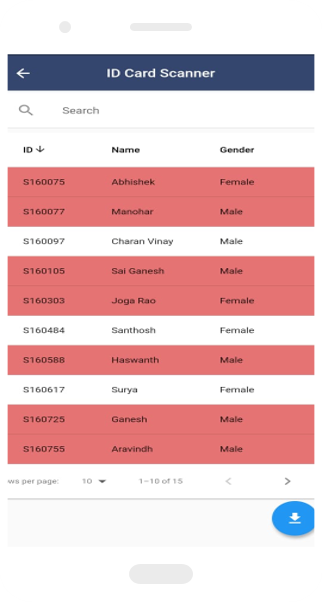 ID Card Scanner
Search
ID Name Gender
S160075 Abhishek Female
S160077 Manohar Male
S160097 Charan Vinay Male
S160105 Sai Ganesh Male
S160303 Joga Rao Female
S160484 Santhosh Female
S160588 Haswanth Male
S160617 Surya Female
S160725 Ganesh Male
S160755 Aravindh Male
ws per page: 10 1–10 of 15